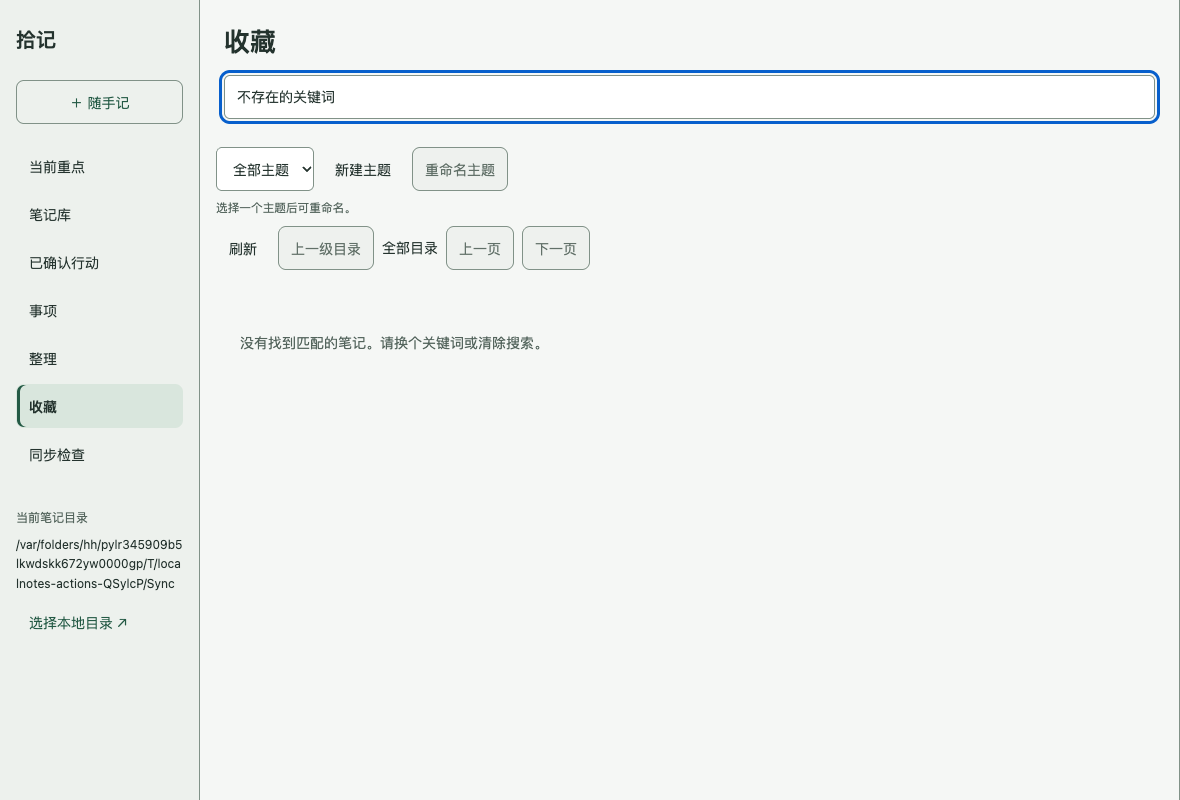 拾记
＋ 随手记
当前重点
笔记库
已确认行动
事项
整理
收藏
同步检查
当前笔记目录
/var/folders/hh/pylr345909b5
lkwdskk672yw0000gp/T/loca
lnotes-actions-QSylcP/Sync
选择本地目录 ↗
收藏
不存在的关键词
全部主题
新建主题
重命名主题
选择一个主题后可重命名。
刷新
上一级目录
全部目录
上一页
下一页
没有找到匹配的笔记。请换个关键词或清除搜索。